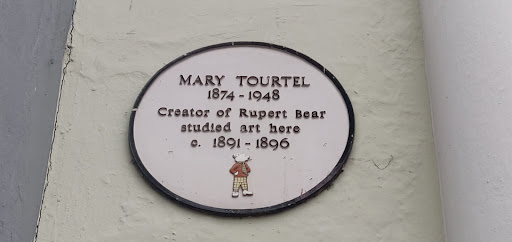 MARY TOURTEL
1874 - 1948
Creator of Rupert Bear
studied art here
c. 1891 - 1896